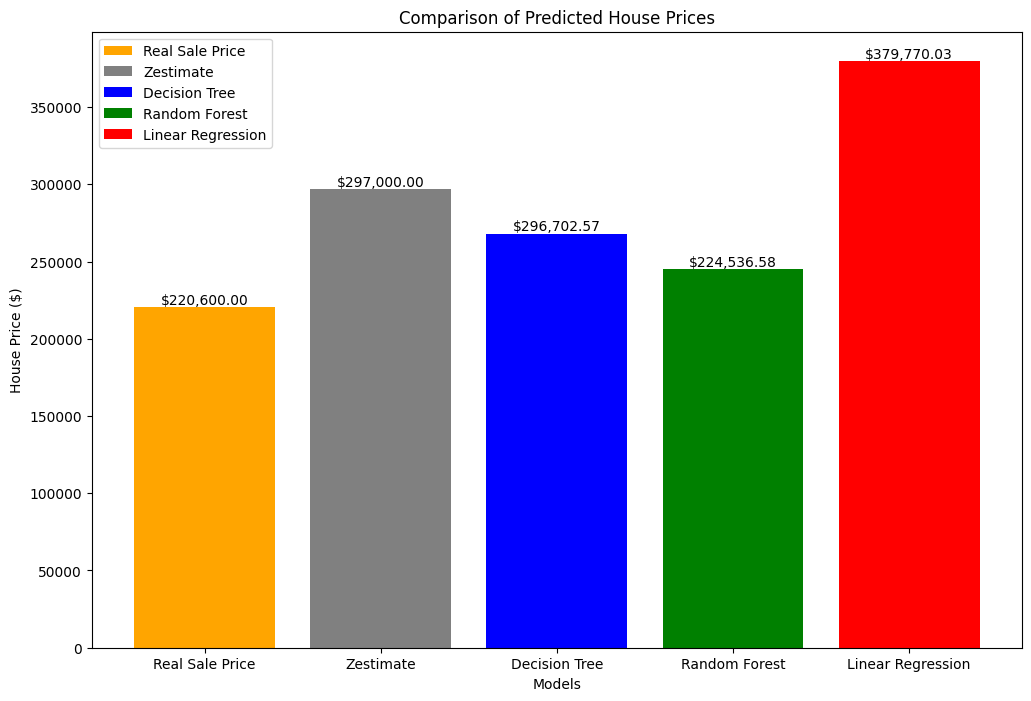 Comparison of Predicted House Prices
Real Sale Price
Zestimate
Decision Tree
Random Forest
Linear Regression
$379,770.03
$297,000.00
$296,702.57
$224,536.58
$220,600.00
House Price ($)
350000
300000
250000
200000
150000
100000
50000
0
Real Sale Price
Zestimate
Decision Tree
Random Forest
Linear Regression
Models